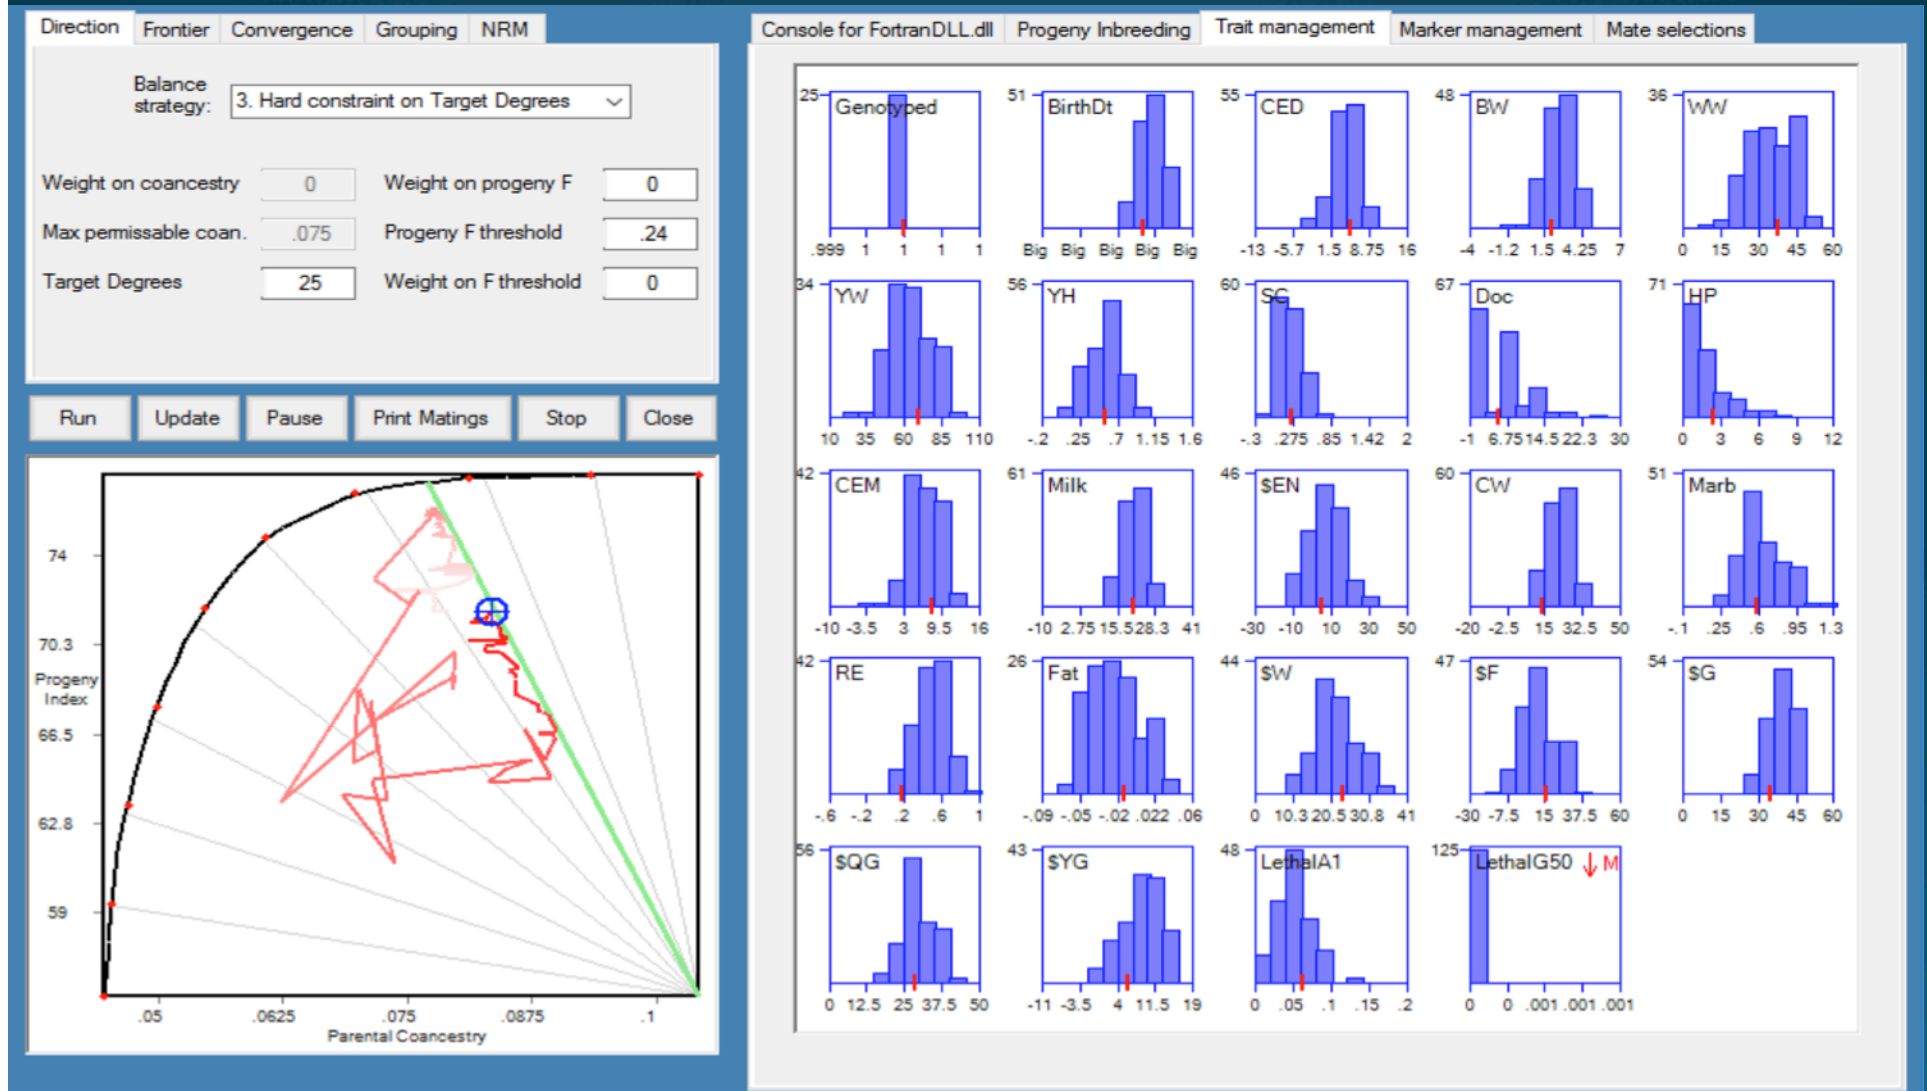 Direction Frontier Convergence Grouping NRM
Balance strategy: 3. Hard constraint on Target Degrees
Weight on coancestry 0 Weight on progeny F 0
Max permissable coan. .075 Progeny F threshold .24
Target Degrees 25 Weight on F threshold 0
Run Update Pause Print Matings Stop Close
74
70.3
Progeny
Index
66.5
62.8
59
.05 .0625 .075 .0875 .1
Parental Coancestry
Console for FortranDLL.dll Progeny Inbreeding Trait management Marker management Mate selections
25 Genotyped 51 BirthDt 55 CED 48 BW 36 WW
.999 1 1 1 1 Big Big Big Big Big -13 -5.7 1.5 8.75 16 -4 -1.2 1.5 4.25 7 0 15 30 45 60
34 YW 56 YH 60 SC 67 Doc 71 HP
10 35 60 85 110 -.2 .25 .7 1.15 1.6 -.3 .275 .85 1.42 2 -1 6.75 14.5 22.3 30 0 3 6 9 12
42 CEM 61 Milk 46 $EN 60 CW 51 Marb
-10 -3.5 3 9.5 16 -10 2.75 15.5 28.3 41 -30 -10 10 30 50 -20 -2.5 15 32.5 50 -.1 .25 .6 .95 1.3
42 RE 26 Fat 44 $W 47 $F 54 $G
-.6 -.2 .2 .6 1 -.09 -.05 -.02 .022 .06 0 10.3 20.5 30.8 41 -30 -7.5 15 37.5 60 0 15 30 45 60
56 $QG 43 $YG 48 LethalA1 125 LethalG50 ↓ M
0 12.5 25 37.5 50 -11 -3.5 4 11.5 19 0 .05 .1 .15 .2 0 0 .001 .001 .001